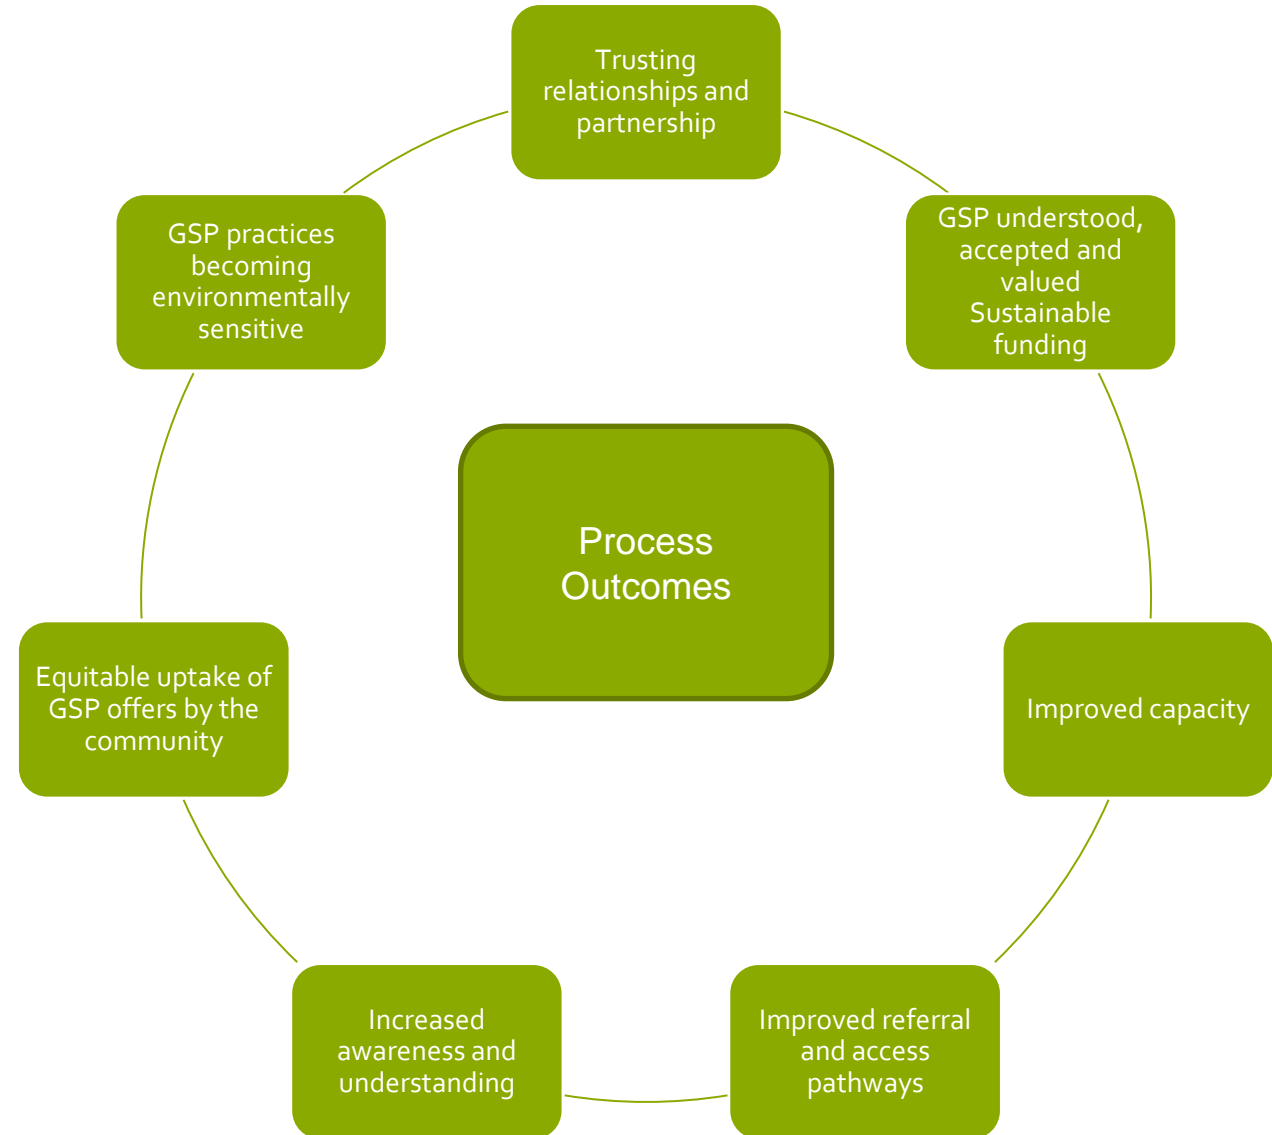 Trusting
relationships and
partnership
GSP understood,
accepted and
valued
Sustainable
funding
Improved capacity
Improved referral
and access
pathways
Increased
awareness and
understanding
Equitable uptake of
GSP offers by the
community
GSP practices
becoming
environmentally
sensitive
Process
Outcomes